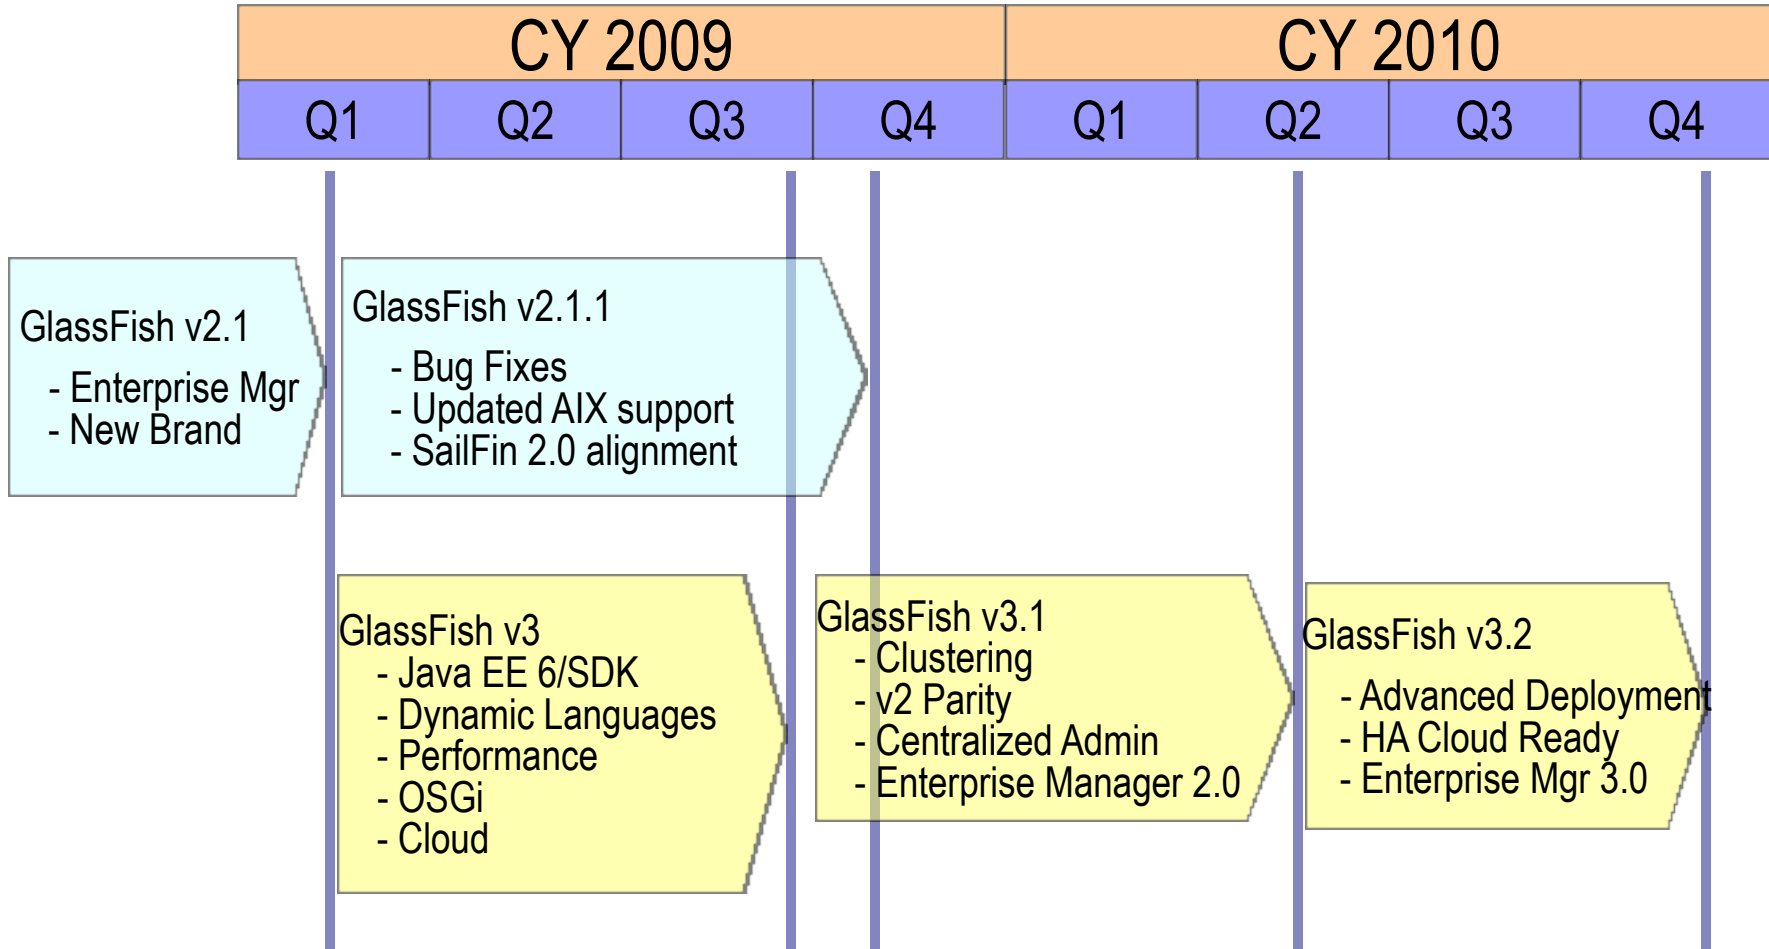 CY 2009
CY 2010
Q1
Q2
Q3
Q4
Q1
Q2
Q3
Q4
GlassFish v2.1
- Enterprise Mgr
- New Brand
GlassFish v2.1.1
- Bug Fixes
- Updated AIX support
- SailFin 2.0 alignment
GlassFish v3
- Java EE 6/SDK
- Dynamic Languages
- Performance
- OSGi
- Cloud
GlassFish v3.1
- Clustering
- v2 Parity
- Centralized Admin
- Enterprise Manager 2.0
GlassFish v3.2
- Advanced Deployment
- HA Cloud Ready
- Enterprise Mgr 3.0